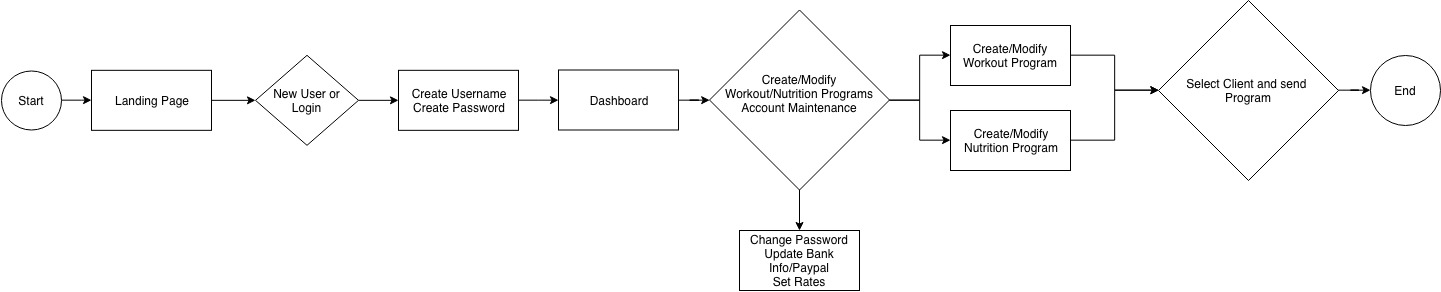 Start
Landing Page
New User or
Login
Create Username
Create Password
Dashboard
Create/Modify
Workout/Nutrition Programs
Account Maintenance
Change Password
Update Bank
Info/Paypal
Set Rates
Create/Modify
Workout Program
Create/Modify
Nutrition Program
Select Client and send
Program
End